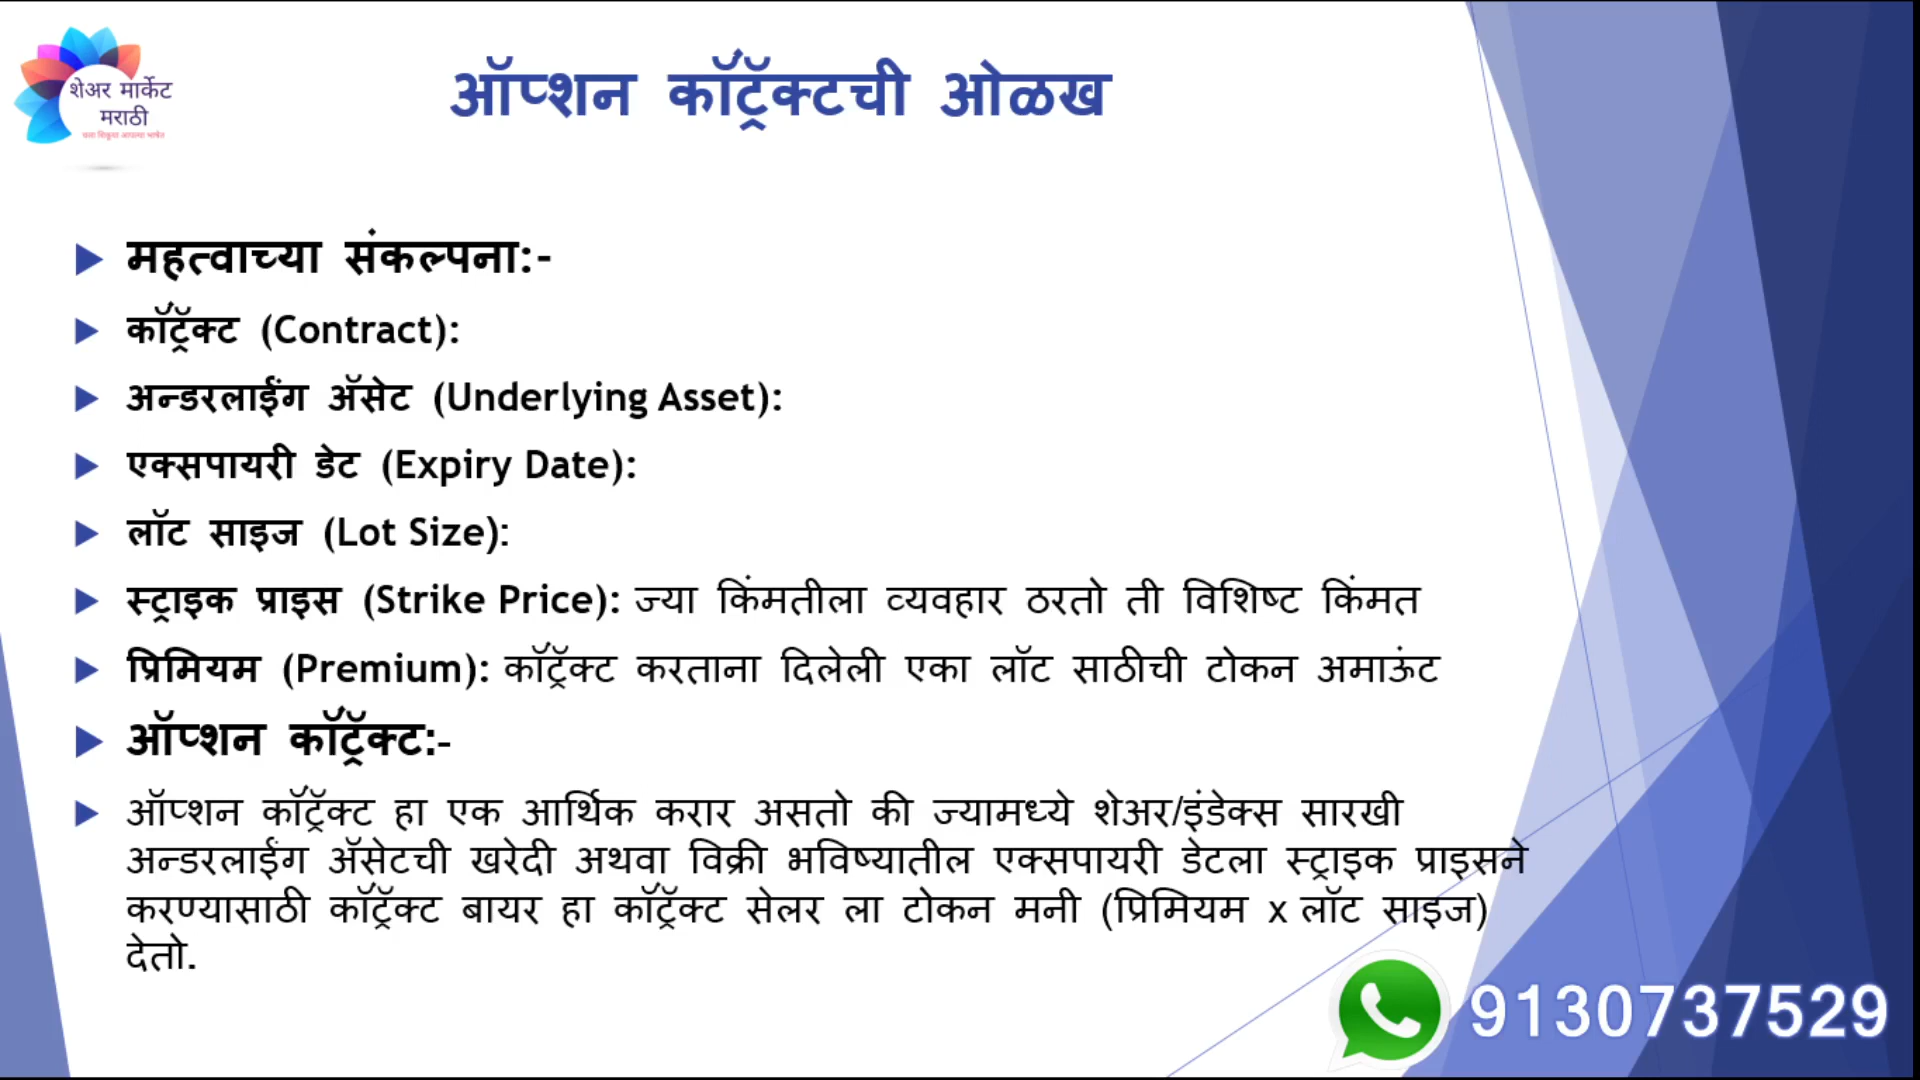 शेअर मार्केट
मराठी
चला शिकूया आपल्या भाषेत
ऑप्शन कॉंट्रॅक्टची ओळख
महत्वाच्या संकल्पना:-
कॉंट्रॅक्ट (Contract):
अन्डरलाईंग ॲसेट (Underlying Asset):
एक्सपायरी डेट (Expiry Date):
लॉट साइज (Lot Size):
स्ट्राइक प्राइस (Strike Price): ज्या किंमतीला व्यवहार ठरतो ती विशिष्ट किंमत
प्रिमियम (Premium): कॉंट्रॅक्ट करताना दिलेली एका लॉट साठीची टोकन अमाऊंट
ऑप्शन कॉंट्रॅक्ट:-
ऑप्शन कॉंट्रॅक्ट हा एक आर्थिक करार असतो की ज्यामध्ये शेअर/इंडेक्स सारखी
अन्डरलाईंग ॲसेटची खरेदी अथवा विक्री भविष्यातील एक्सपायरी डेटला स्ट्राइक प्राइसने
करण्यासाठी कॉंट्रॅक्ट बायर हा कॉंट्रॅक्ट सेलर ला टोकन मनी (प्रिमियम x लॉट साइज)
देतो.
9130737529